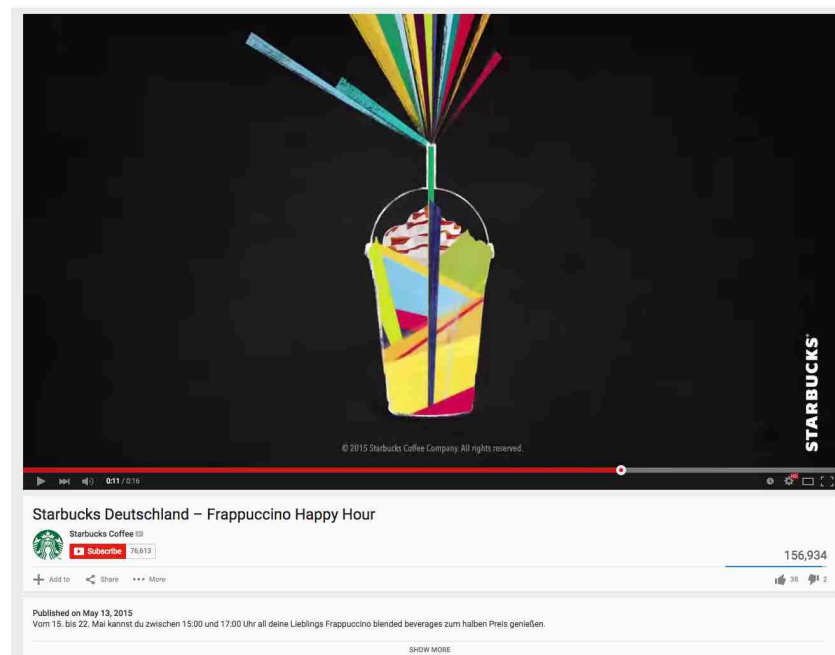 STARBUCKS
© 2015 Starbucks Coffee Company. All rights reserved.
0:11 / 0:16
HD
Starbucks Deutschland – Frappuccino Happy Hour
Starbucks Coffee
Subscribe 76,613
156,934
Add to Share More
38 2
Published on May 13, 2015
Vom 15. bis 22. Mai kannst du zwischen 15:00 und 17:00 Uhr all deine Lieblings Frappuccino blended beverages zum halben Preis genießen.
SHOW MORE